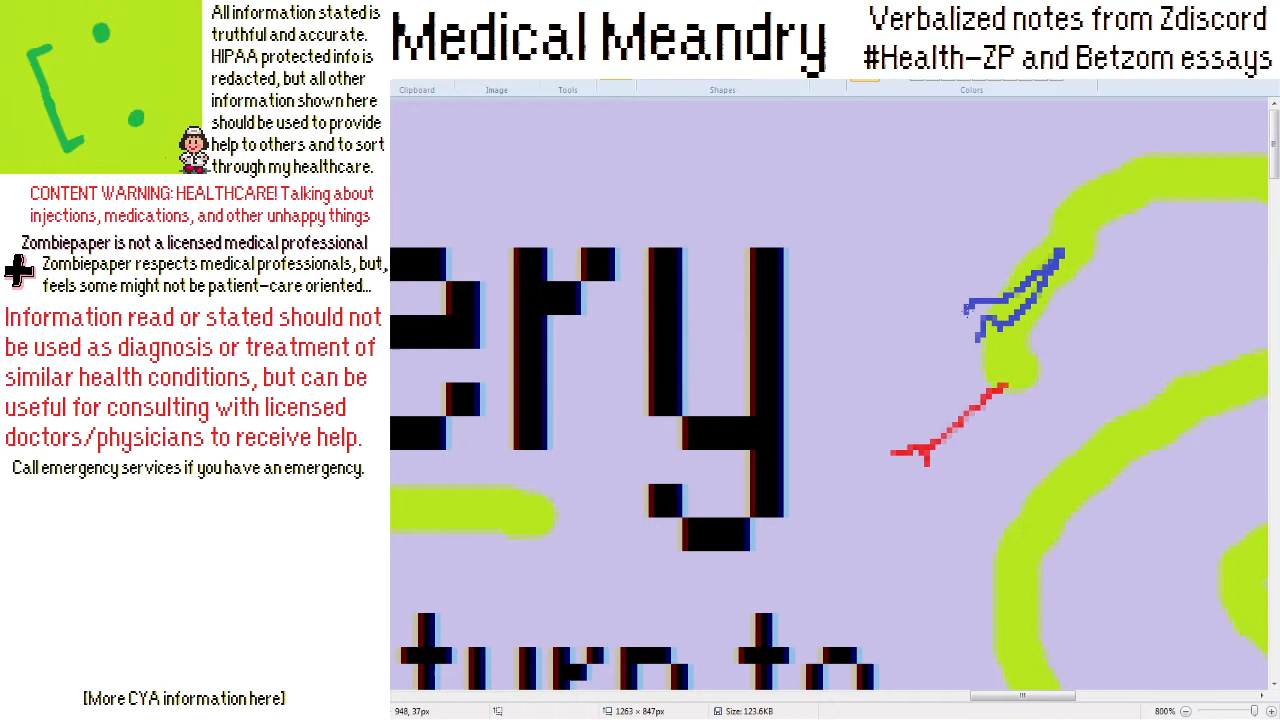 All information stated is
truthful and accurate.
HIPAA protected info is
redacted, but all other
information shown here
should be used to provide
help to others and to sort
through my healthcare.
CONTENT WARNING: HEALTHCARE! Talking about
injections, medications, and other unhappy things
Zombiepaper is not a licensed medical professional
Zombiepaper respects medical professionals, but,
feels some might not be patient-care oriented...
Information read or stated should not
be used as diagnosis or treatment of
similar health conditions, but can be
useful for consulting with licensed
doctors/physicians to receive help.
Call emergency services if you have an emergency.
[More CYA information here]
Medical Meandry
Verbalized notes from Zdiscord
#Health-ZP and Betzom essays
Clipboard Image Tools Shapes Colors
ery
turn to
948, 37px 1263 × 847px Size: 123.6KB 800%